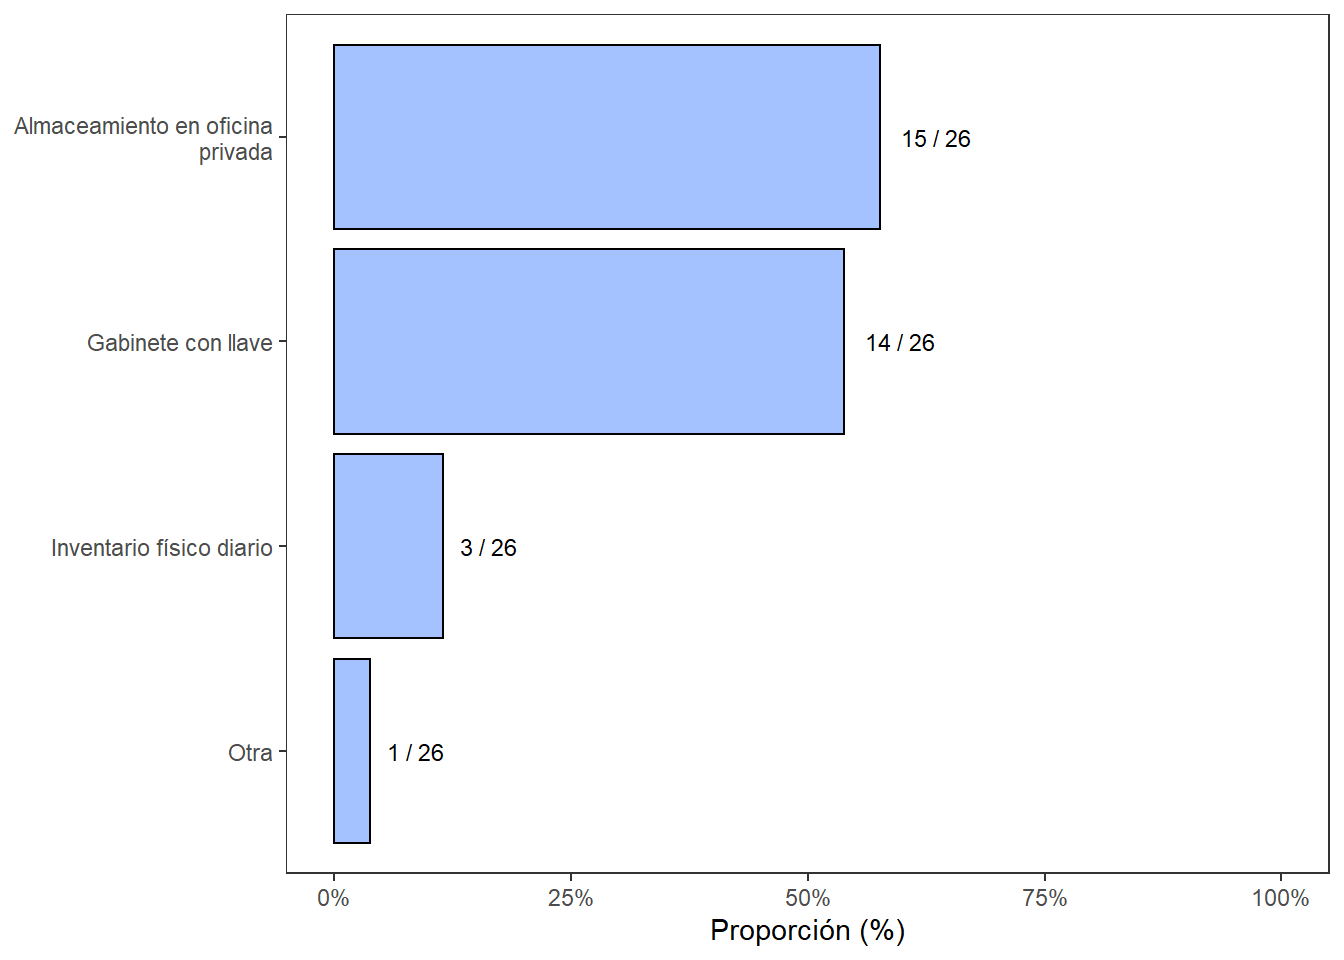 Almaceamiento en oficina
privada
15 / 26
Gabinete con llave
14 / 26
Inventario físico diario
3 / 26
Otra
1 / 26
0% 25% 50% 75% 100%
Proporción (%)